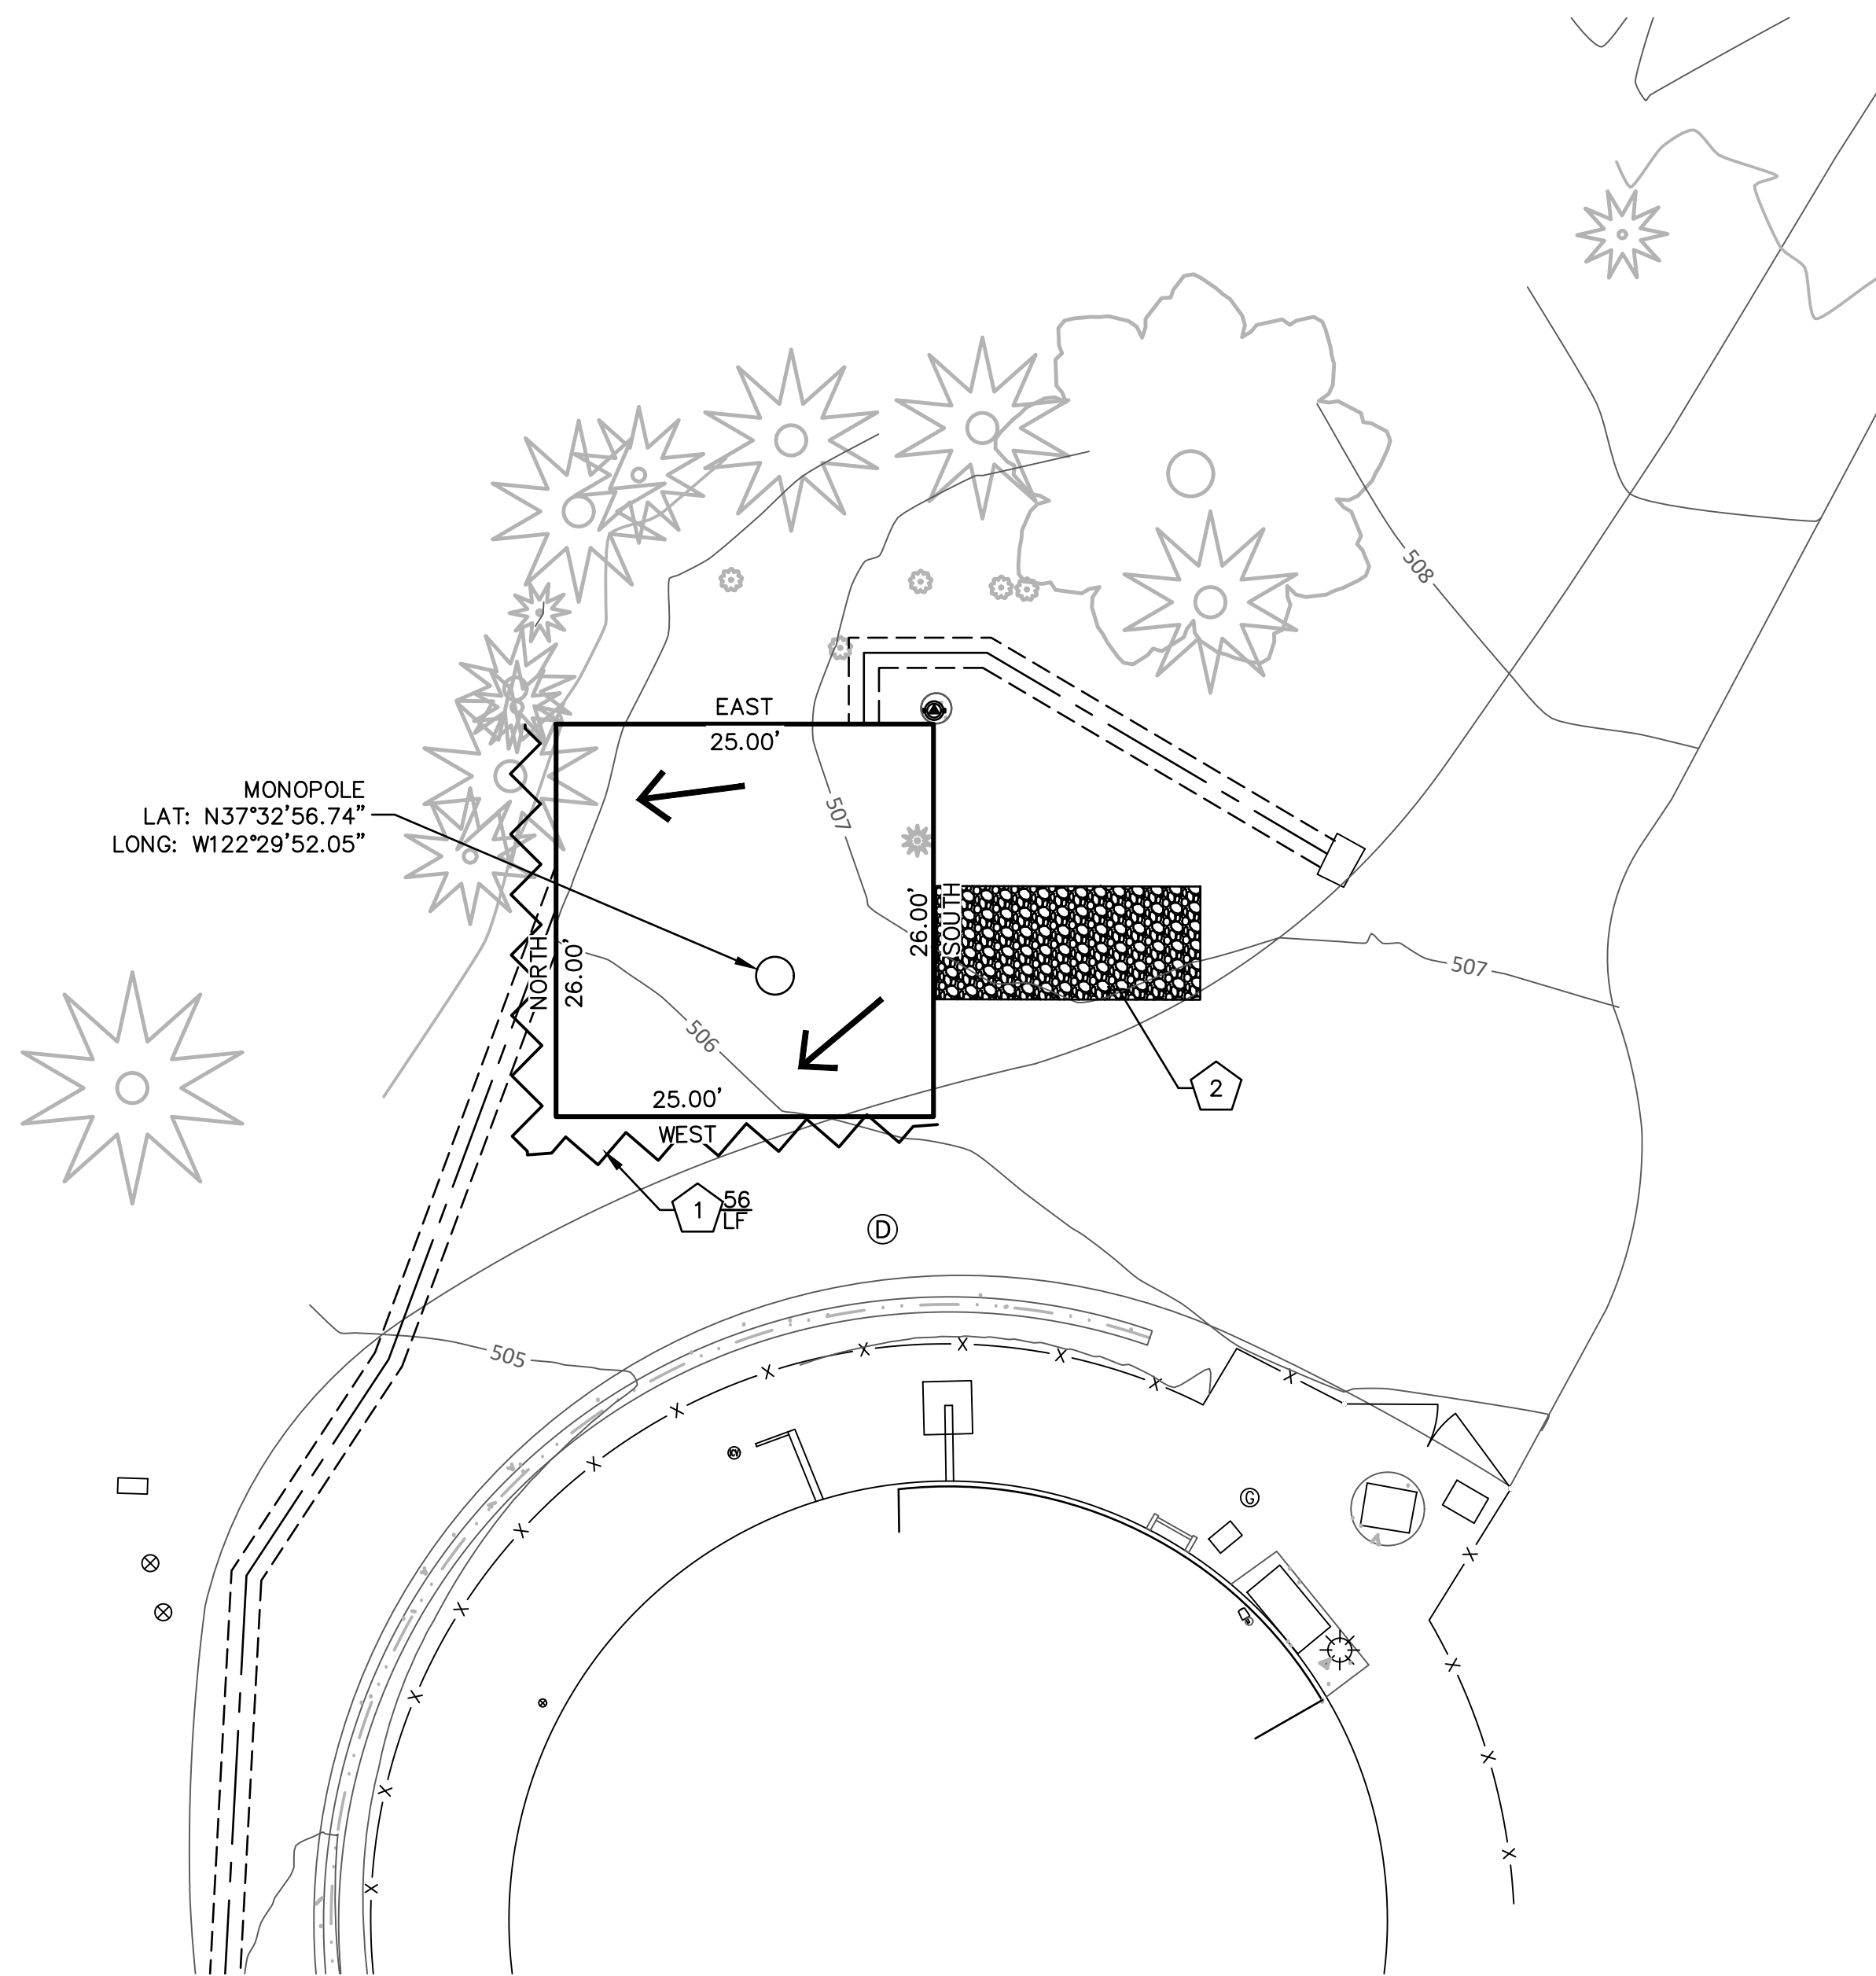 508
EAST
25.00'
MONOPOLE
LAT: N37°32'56.74"
LONG: W122°29'52.05"
507
NORTH
26.00'
26.00'
SOUTH
507
506
25.00'
WEST
2
1
56
LF
D
505
G
X X X X X X X X X X X X X X X X X X X X